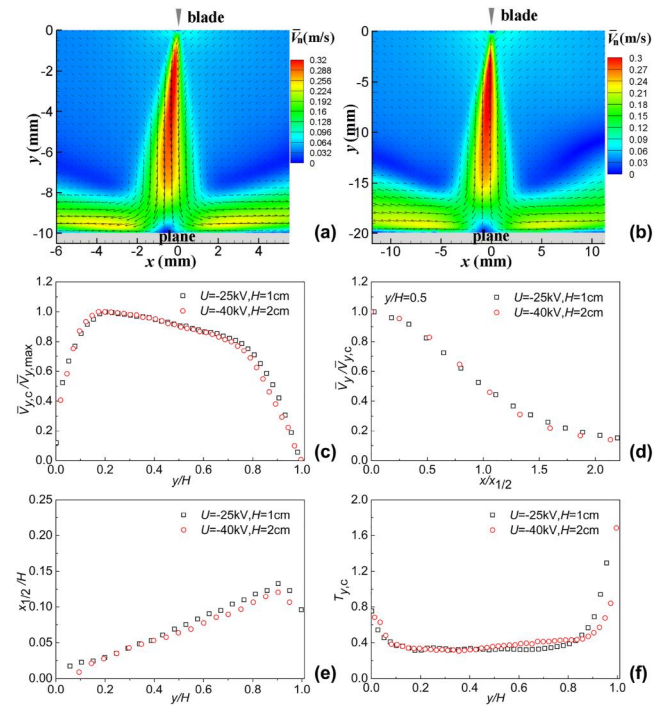 blade
V̅n(m/s)
0.32
0.288
0.256
0.224
0.192
0.16
0.128
0.096
0.064
0.032
0
0
-2
-4
-6
-8
-10
y (mm)
-6
-4
-2
0
2
4
plane
x (mm)
(a)
blade
V̅n(m/s)
0.3
0.27
0.24
0.21
0.18
0.15
0.12
0.09
0.06
0.03
0
0
-5
-10
-15
-20
y (mm)
-10
-5
0
5
10
plane
x (mm)
(b)
U=-25kV,H=1cm
U=-40kV,H=2cm
V̅y,c/V̅y,max
1.4
1.2
1.0
0.8
0.6
0.4
0.2
0.0
0.0 0.2 0.4 0.6 0.8 1.0
y/H
(c)
y/H=0.5
U=-25kV,H=1cm
U=-40kV,H=2cm
V̅y/V̅y,c
1.2
1.0
0.8
0.6
0.4
0.2
0.0
0.0 0.5 1.0 1.5 2.0
x/x1/2
(d)
U=-25kV,H=1cm
U=-40kV,H=2cm
x1/2/H
0.25
0.20
0.15
0.10
0.05
0.00
0.0 0.2 0.4 0.6 0.8 1.0
y/H
(e)
U=-25kV,H=1cm
U=-40kV,H=2cm
Ty,c
2.0
1.6
1.2
0.8
0.4
0.0
0.0 0.2 0.4 0.6 0.8 1.0
y/H
(f)